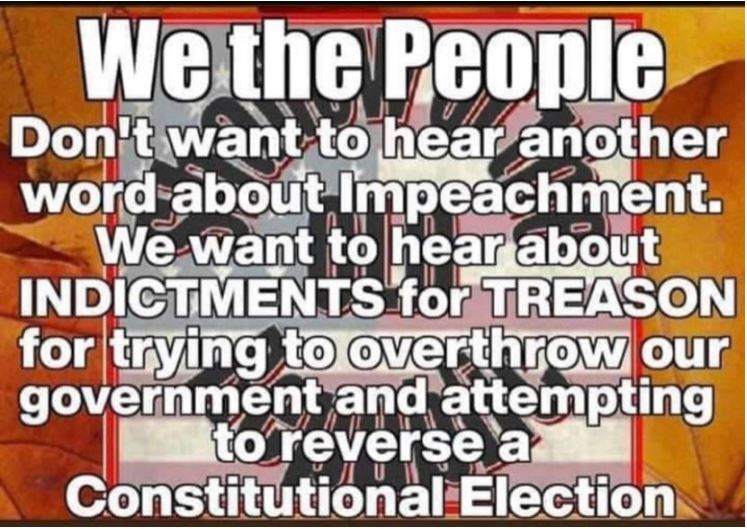 We the People
Don't want to hear another
word about Impeachment.
We want to hear about
INDICTMENTS for TREASON
for trying to overthrow our
government and attempting
to reverse a
Constitutional Election